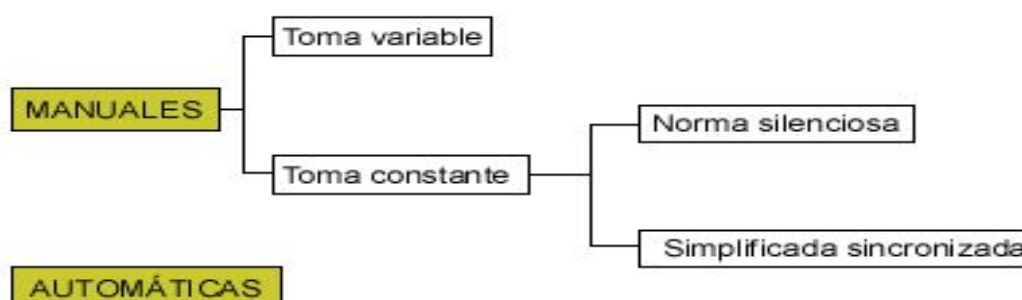 Toma variable
MANUALES
Norma silenciosa
Toma constante
Simplificada sincronizada
AUTOMÁTICAS